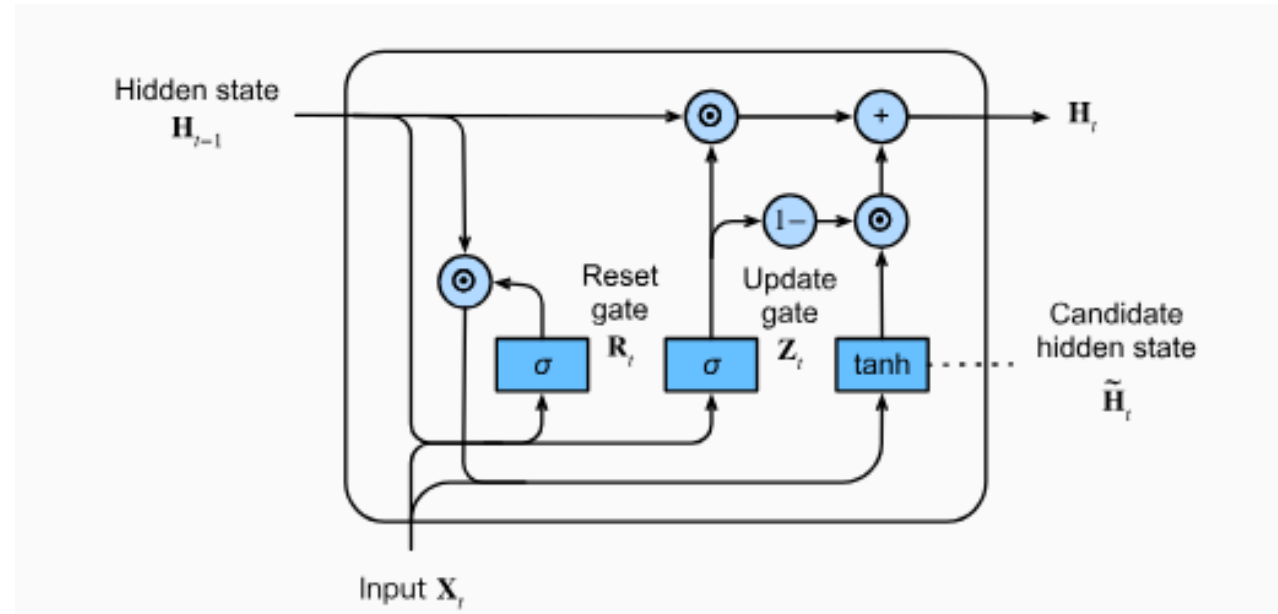 Hidden state
H_{t−1}
⊙
+
H_t
1−
⊙
⊙
Reset
gate
R_t
Update
gate
Z_t
σ
σ
tanh
Candidate
hidden state
H̃_t
Input X_t